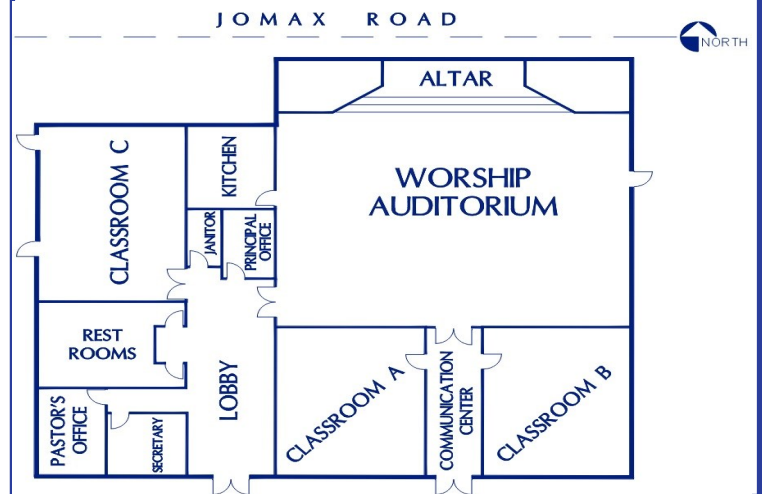 JOMAX ROAD
NORTH
ALTAR
WORSHIP
AUDITORIUM
CLASSROOM C
KITCHEN
JANITOR
PRINCIPAL
OFFICE
REST
ROOMS
LOBBY
CLASSROOM A
COMMUNICATION
CENTER
CLASSROOM B
PASTOR'S
OFFICE
SECRETARY